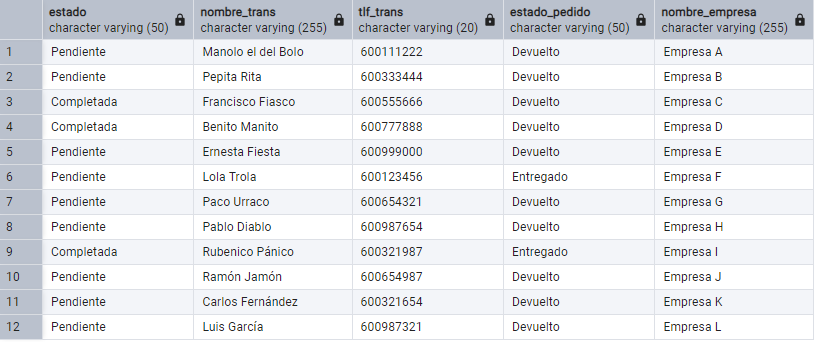 estado nombre_trans tlf_trans estado_pedido nombre_empresa
character varying (50) character varying (255) character varying (20) character varying (50) character varying (255)
1 Pendiente Manolo el del Bolo 600111222 Devuelto Empresa A
2 Pendiente Pepita Rita 600333444 Devuelto Empresa B
3 Completada Francisco Fiasco 600555666 Devuelto Empresa C
4 Completada Benito Manito 600777888 Devuelto Empresa D
5 Pendiente Ernesta Fiesta 600999000 Devuelto Empresa E
6 Pendiente Lola Trola 600123456 Entregado Empresa F
7 Pendiente Paco Urraco 600654321 Devuelto Empresa G
8 Pendiente Pablo Diablo 600987654 Devuelto Empresa H
9 Completada Rubenico Pánico 600321987 Entregado Empresa I
10 Pendiente Ramón Jamón 600654987 Devuelto Empresa J
11 Pendiente Carlos Fernández 600321654 Devuelto Empresa K
12 Pendiente Luis García 600987321 Devuelto Empresa L